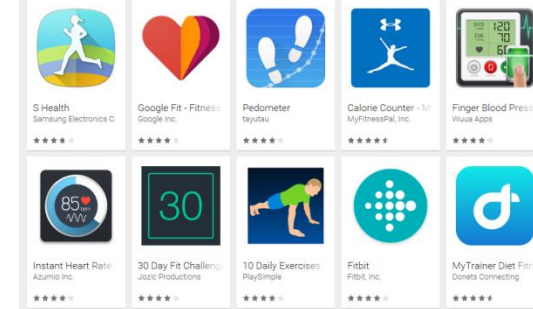 SYS 120
DIA 70
S Health
Samsung Electronics C
Google Fit - Fitness
Google Inc.
Pedometer
tayutau
Calorie Counter - M
MyFitnessPal, Inc.
Finger Blood Press
Wuua Apps
85 bpm
30
Instant Heart Rate
Azumio Inc.
30 Day Fit Challeng
Jozic Productions
10 Daily Exercises
PlaySimple
Fitbit
Fitbit, Inc.
MyTrainer Diet Fitn
Donets Connecting